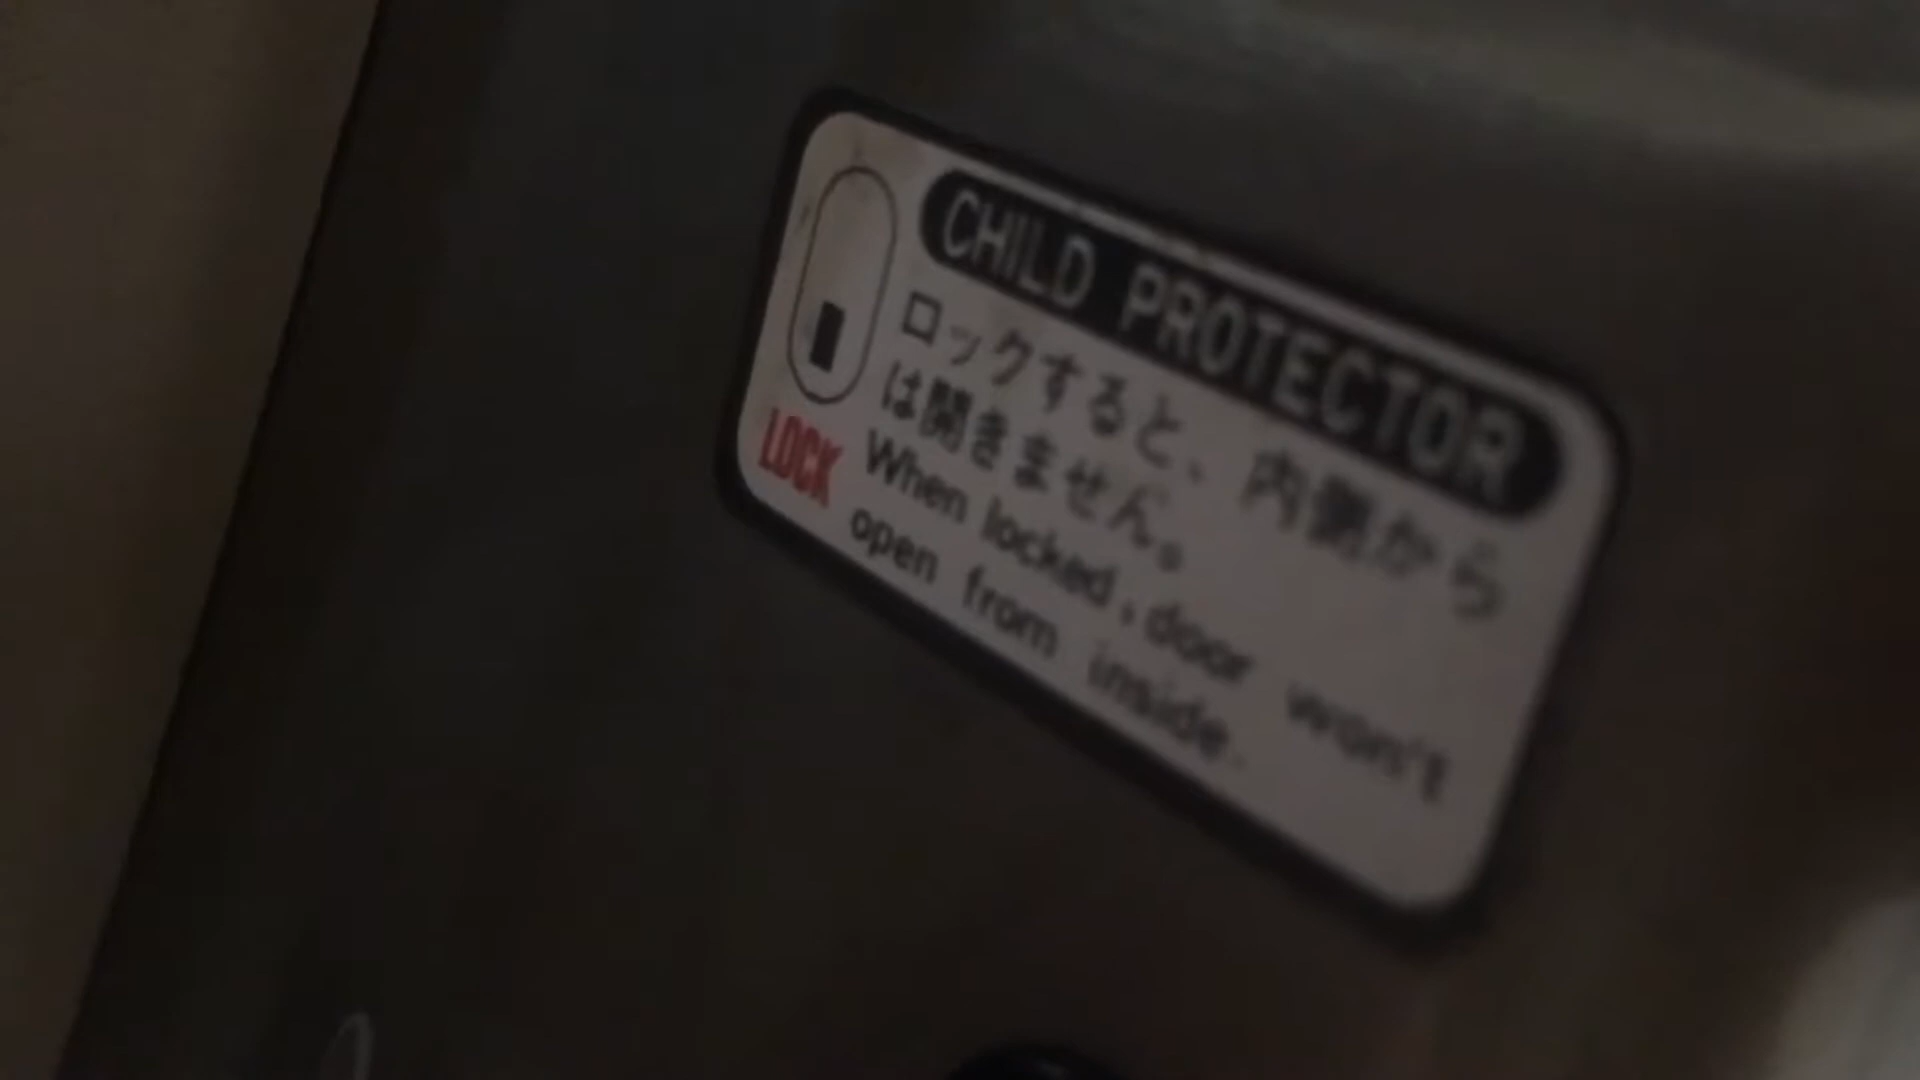 CHILD PROTECTOR
ロックすると、内側から
は開きません。
LOCK
When locked, door won't
open from inside.